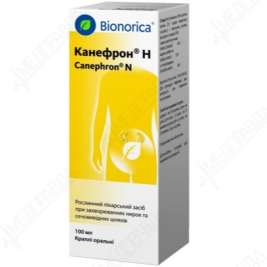 Bionorica®
Канефрон® Н
Canephron® N
Рослинний лікарський засіб
при захворюваннях нирок та
сечовивідних шляхів
100 мл
Краплі оральні